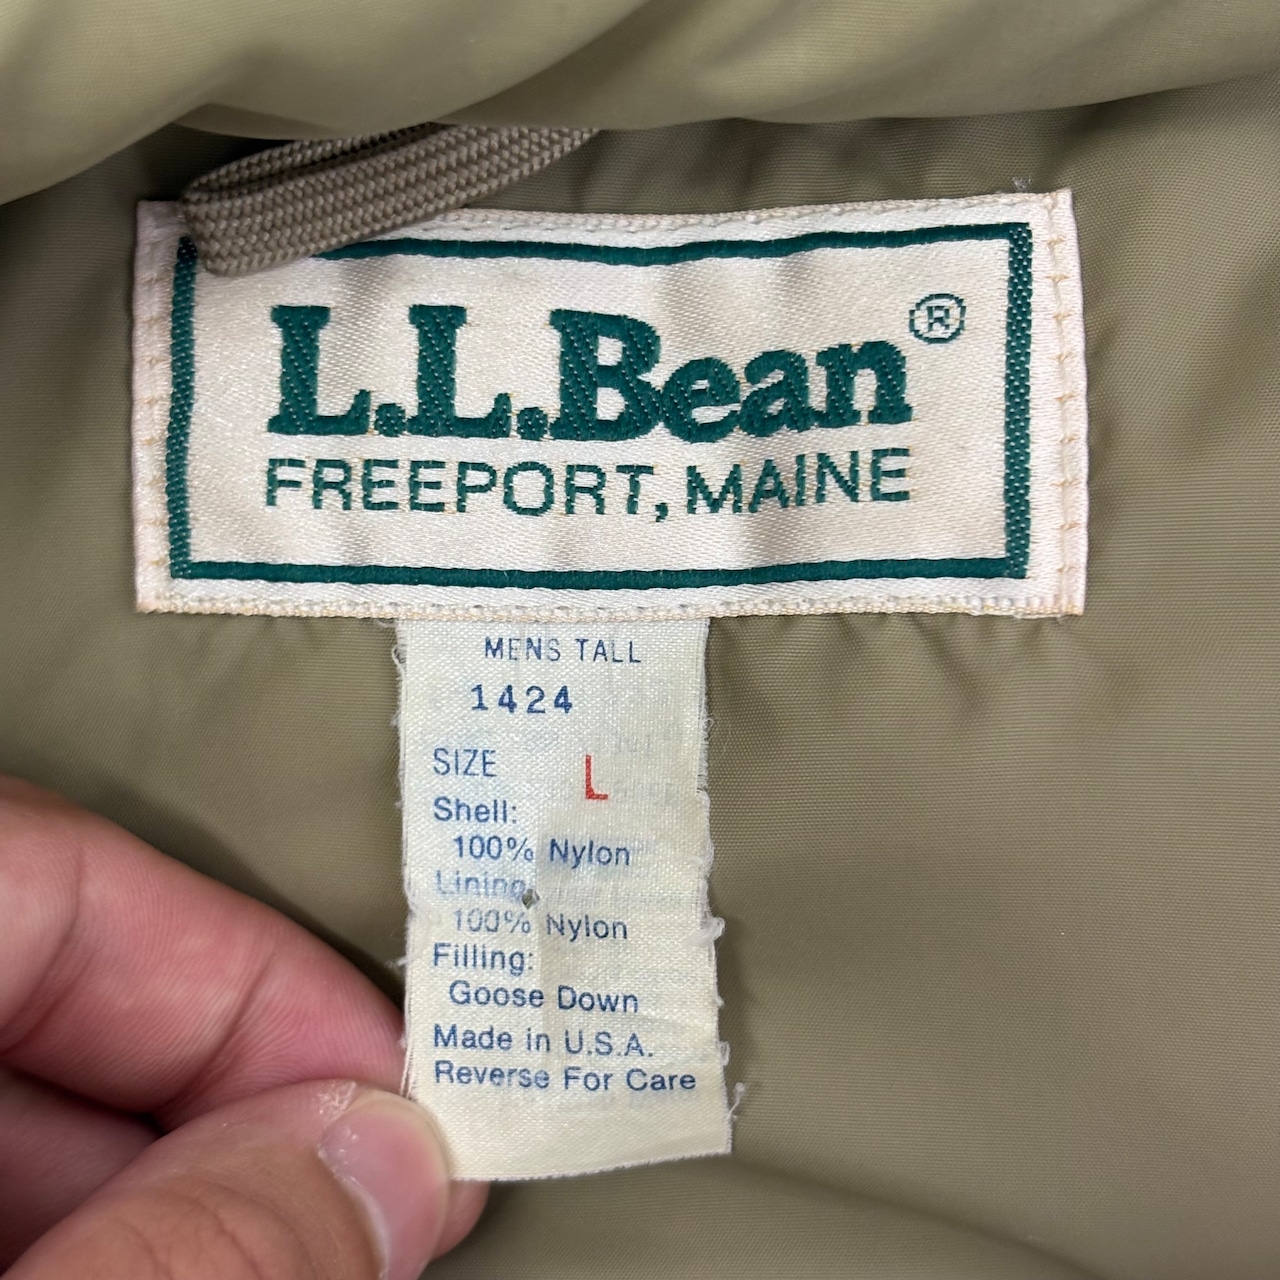 L.L.Bean®
FREEPORT, MAINE
MENS TALL
1424
SIZE L
Shell:
100% Nylon
Lining
100% Nylon
Filling:
Goose Down
Made in U.S.A.
Reverse For Care